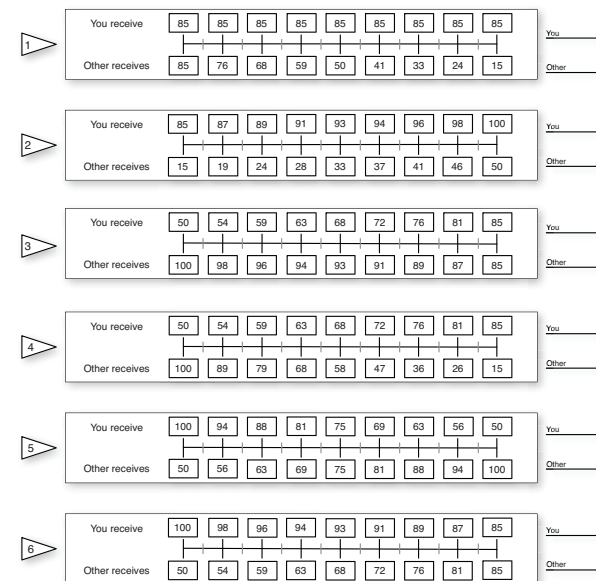 You receive 85 85 85 85 85 85 85 85 85
You
1
Other receives 85 76 68 59 50 41 33 24 15
Other
You receive 85 87 89 91 93 94 96 98 100
You
2
Other receives 15 19 24 28 33 37 41 46 50
Other
You receive 50 54 59 63 68 72 76 81 85
You
3
Other receives 100 98 96 94 93 91 89 87 85
Other
You receive 50 54 59 63 68 72 76 81 85
You
4
Other receives 100 89 79 68 58 47 36 26 15
Other
You receive 100 94 88 81 75 69 63 56 50
You
5
Other receives 50 56 63 69 75 81 88 94 100
Other
You receive 100 98 96 94 93 91 89 87 85
You
6
Other receives 50 54 59 63 68 72 76 81 85
Other